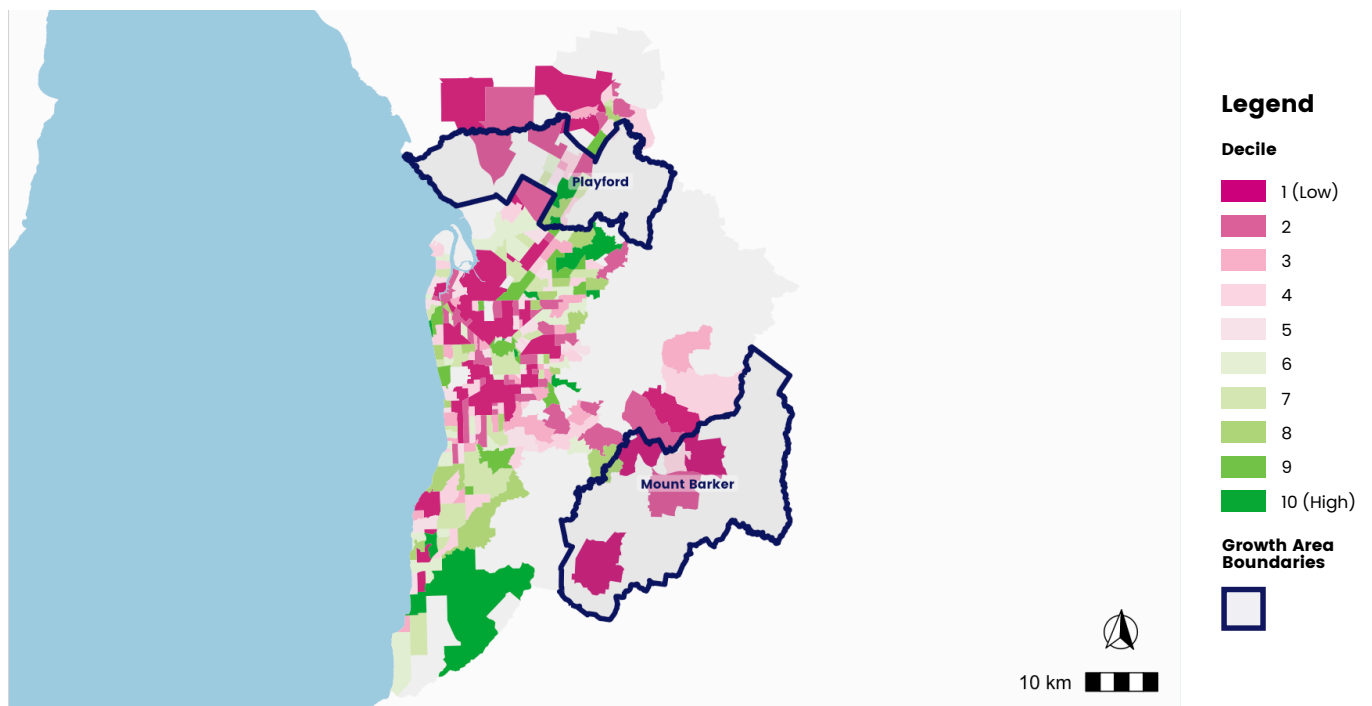 Playford
Mount Barker
10 km
Legend
Decile
1 (Low)
2
3
4
5
6
7
8
9
10 (High)
Growth Area
Boundaries